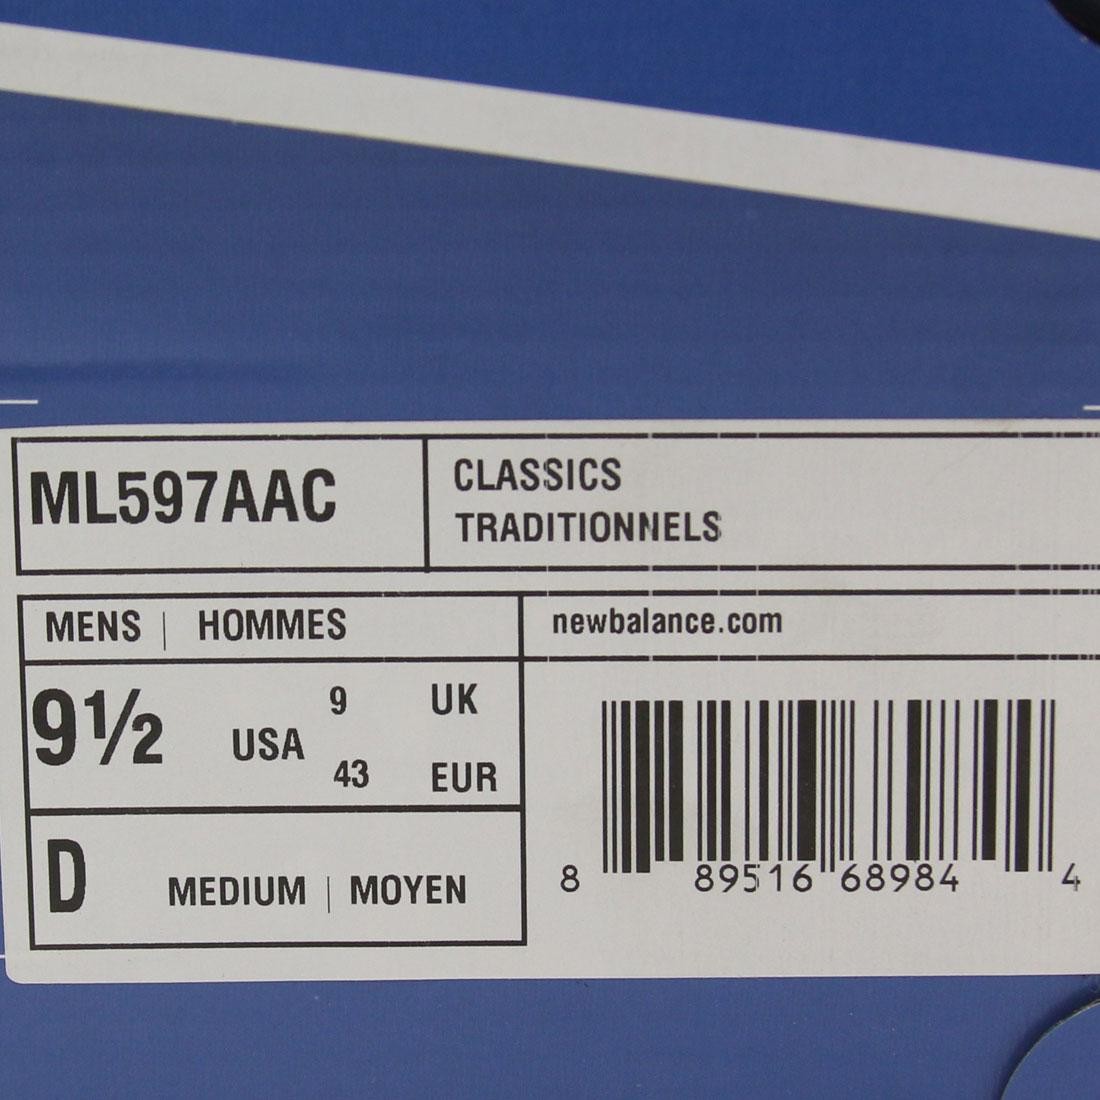 ML597AAC
CLASSICS
TRADITIONNELS
MENS | HOMMES
newbalance.com
9½ USA
9 UK
43 EUR
D MEDIUM | MOYEN
8 89516 68984 4